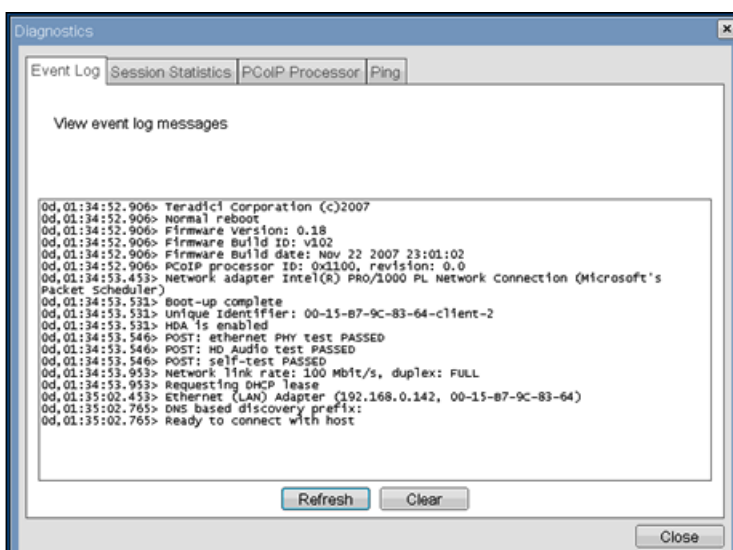 Diagnostics
Event Log Session Statistics PCoIP Processor Ping
View event log messages
0d,01:34:52.906> Teradici Corporation (c)2007
0d,01:34:52.906> Normal reboot
0d,01:34:52.906> Firmware Version: 0.18
0d,01:34:52.906> Firmware Build ID: v102
0d,01:34:52.906> Firmware Build date: Nov 22 2007 23:01:02
0d,01:34:52.906> PCoIP processor ID: 0x1100, revision: 0.0
0d,01:34:53.453> Network adapter Intel(R) PRO/1000 PL Network Connection (Microsoft's
Packet Scheduler)
0d,01:34:53.531> Boot-up complete
0d,01:34:53.531> Unique Identifier: 00-15-B7-9C-83-64-client-2
0d,01:34:53.531> HDA is enabled
0d,01:34:53.546> POST: ethernet PHY test PASSED
0d,01:34:53.546> POST: HD Audio test PASSED
0d,01:34:53.546> POST: self-test PASSED
0d,01:34:53.953> Network link rate: 100 Mbit/s, duplex: FULL
0d,01:34:53.953> Requesting DHCP lease
0d,01:35:02.453> Ethernet (LAN) Adapter (192.168.0.142, 00-15-B7-9C-83-64)
0d,01:35:02.765> DNS based discovery prefix:
0d,01:35:02.765> Ready to connect with host
Refresh Clear
Close